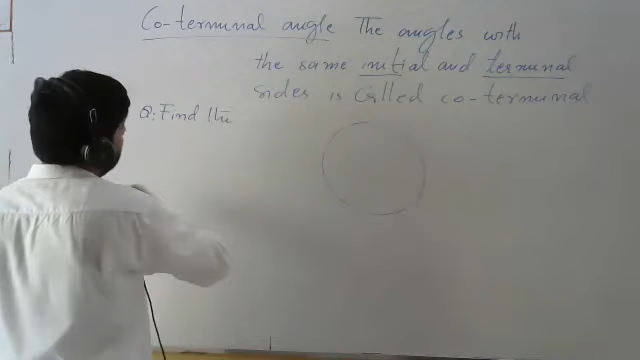 Co-terminal angle The angles with
the same initial and terminal
sides is called co-terminal
Q: Find the